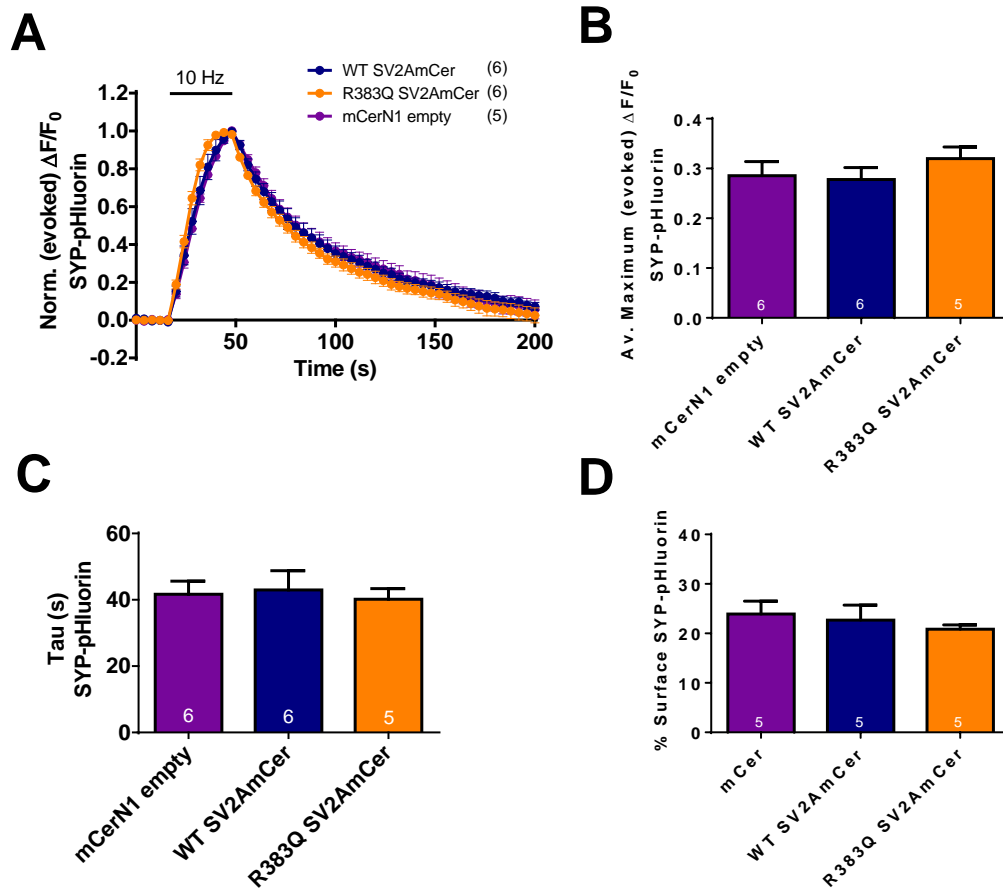 A
10 Hz
WT SV2AmCer (6)
R383Q SV2AmCer (6)
mCerN1 empty (5)
Norm. (evoked) ΔF/F0
SYP-pHluorin
1.2
1.0
0.8
0.6
0.4
0.2
0.0
-0.2
50
100
150
200
Time (s)
B
Av. Maximum (evoked) ΔF/F0
SYP-pHluorin
0.4
0.3
0.3
0.1
0.0
6
6
5
mCerN1 empty
WT SV2AmCer
R383Q SV2AmCer
C
Tau (s)
SYP-pHluorin
60
40
20
0
6
6
5
mCerN1 empty
WT SV2AmCer
R383Q SV2AmCer
D
% Surface SYP-pHluorin
40
30
20
10
0
5
5
5
mCer
WT SV2AmCer
R383Q SV2AmCer